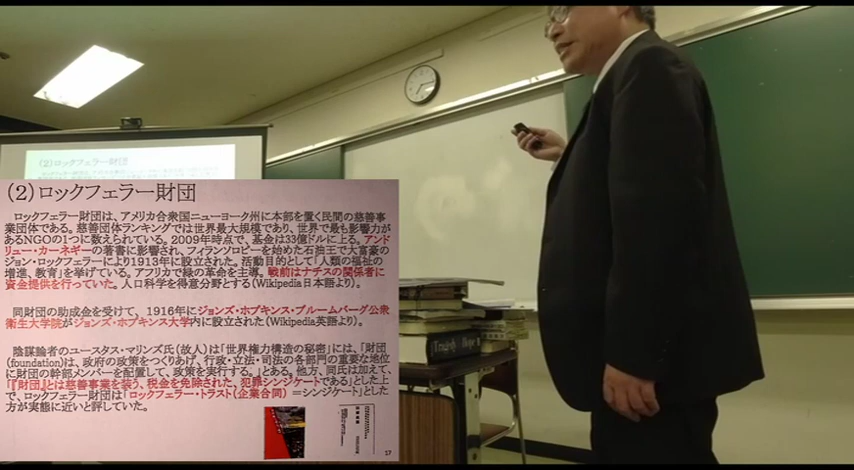 (2)ロックフェラー財団
(2)ロックフェラー財団
ロックフェラー財団は、アメリカ合衆国ニューヨーク州に本部を置く民間の慈善事
業団体である。慈善団体ランキングでは世界最大規模であり、世界で最も影響力が
あるNGOの1つに数えられている。2009年時点で、基金は33億ドルに上る。アンド
リュー・カーネギーの著書に影響され、フィランソロピーを始めた石油王で大富豪の
ジョン・ロックフェラーにより1913年に設立された。活動目的として「人類の福祉の
増進、教育」を挙げている。アフリカで緑の革命を主導。戦前はナチスの関係者に
資金提供を行っていた。人口科学を得意分野とする(Wikipedia日本語より)。
同財団の助成金を受けて、1916年にジョンズ・ホプキンス・ブルームバーグ公衆
衛生大学院がジョンズ・ホプキンス大学内に設立された(Wikipedia英語より)。
陰謀論者のユースタス・マリンズ氏(故人)は「世界権力構造の秘密」には、「財団
(foundation)は、政府の政策をつくりあげ、行政・立法・司法の各部門の重要な地位
に財団の幹部メンバーを配置して、政策を実行する。」とある。他方、同氏は加えて、
「『財団』とは慈善事業を装う、税金を免除された、犯罪シンジケートである」とした上
で、ロックフェラー財団は「ロックフェラー・トラスト(企業合同)=シンジケート」とした
方が実態に近いと評していた。
17
Tragedy
Hope